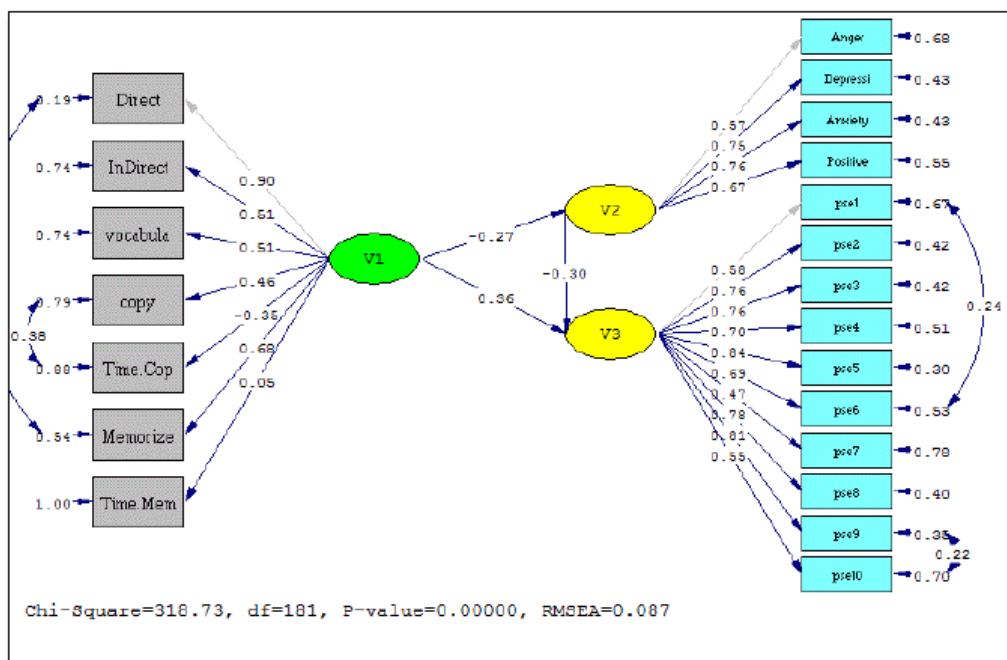 Anger
0.68
Direct
0.19
Depressi
0.43
0.57
Anxiety
0.43
InDirect
0.74
0.75
0.76
Positive
0.55
0.90
0.67
0.51
V2
pse1
0.67
vocabula
0.74
0.51
-0.27
pse2
0.42
V1
0.58
0.46
-0.30
0.76
pse3
0.42
copy
0.79
-0.35
0.36
0.76
0.24
0.38
0.68
V3
0.70
pse4
0.51
0.05
0.84
Time.Cop
0.88
0.69
pse5
0.30
0.47
pse6
0.53
Memorize
0.54
0.78
0.81
pse7
0.78
0.55
Time.Mem
1.00
pse8
0.40
pse9
0.35
0.22
pse10
0.70
Chi-Square=318.73, df=181, P-value=0.00000, RMSEA=0.087